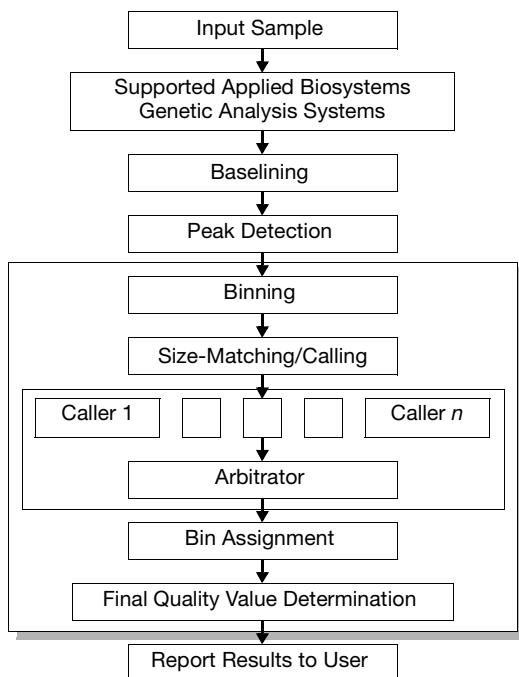 Input Sample
Supported Applied Biosystems
Genetic Analysis Systems
Baselining
Peak Detection
Binning
Size-Matching/Calling
Caller 1
Caller n
Arbitrator
Bin Assignment
Final Quality Value Determination
Report Results to User